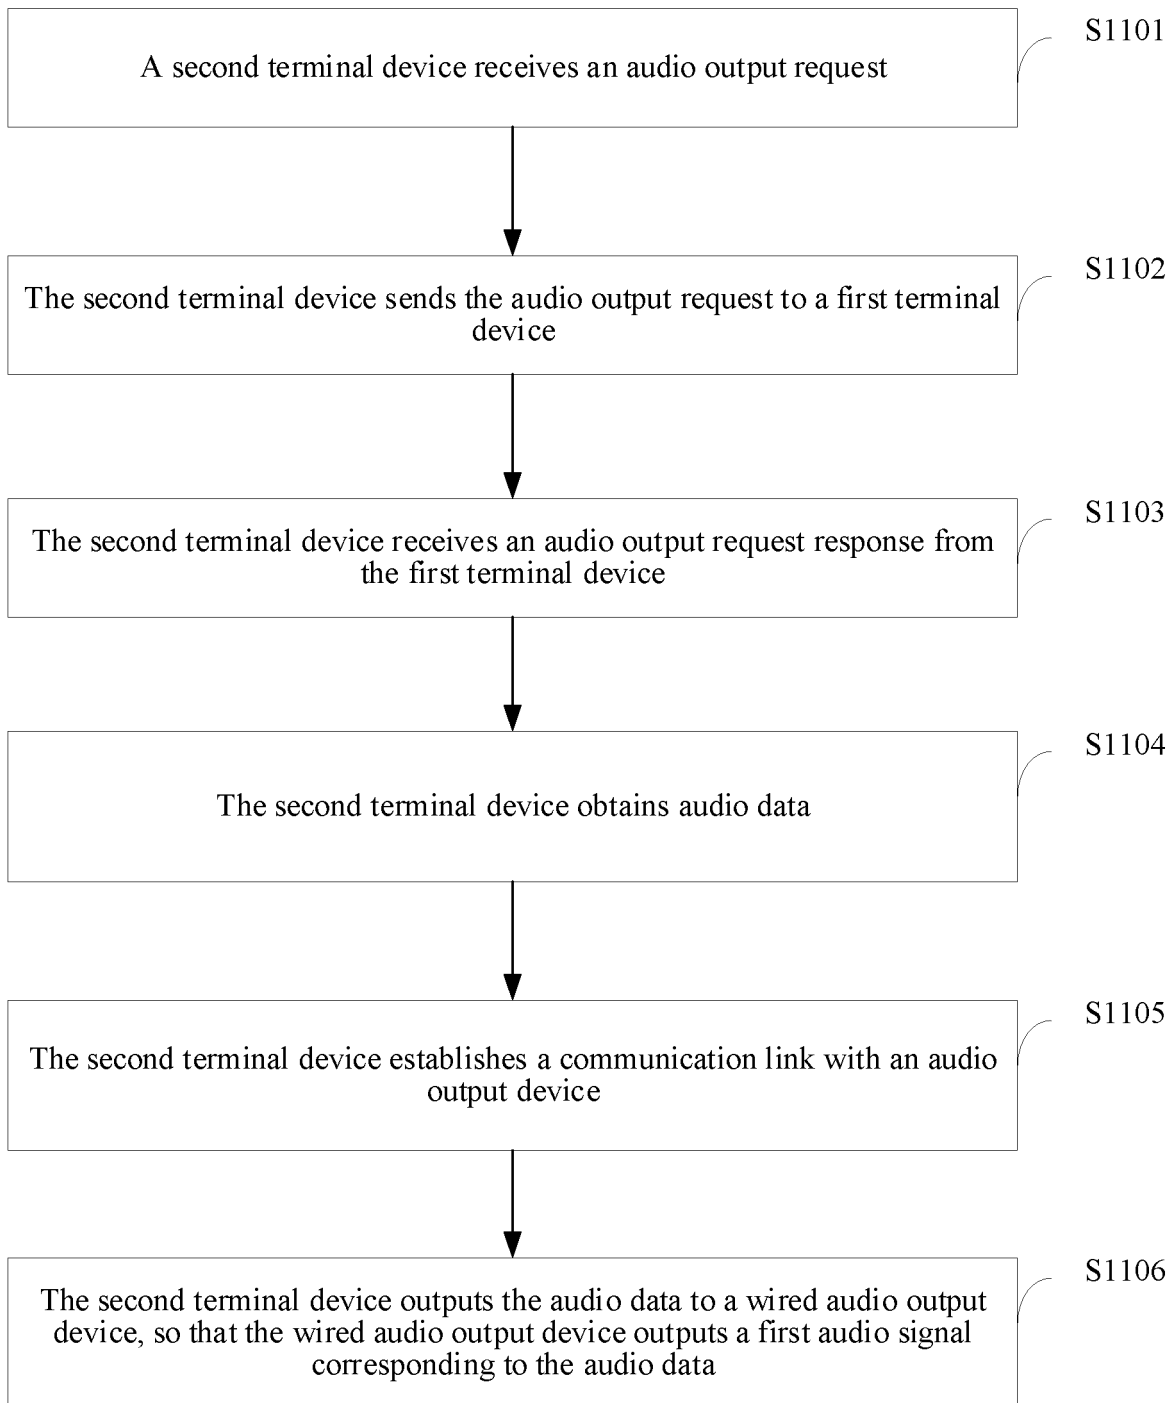 A second terminal device receives an audio output request
S1101
The second terminal device sends the audio output request to a first terminal
device
S1102
The second terminal device receives an audio output request response from
the first terminal device
S1103
The second terminal device obtains audio data
S1104
The second terminal device establishes a communication link with an audio
output device
S1105
The second terminal device outputs the audio data to a wired audio output
device, so that the wired audio output device outputs a first audio signal
corresponding to the audio data
S1106